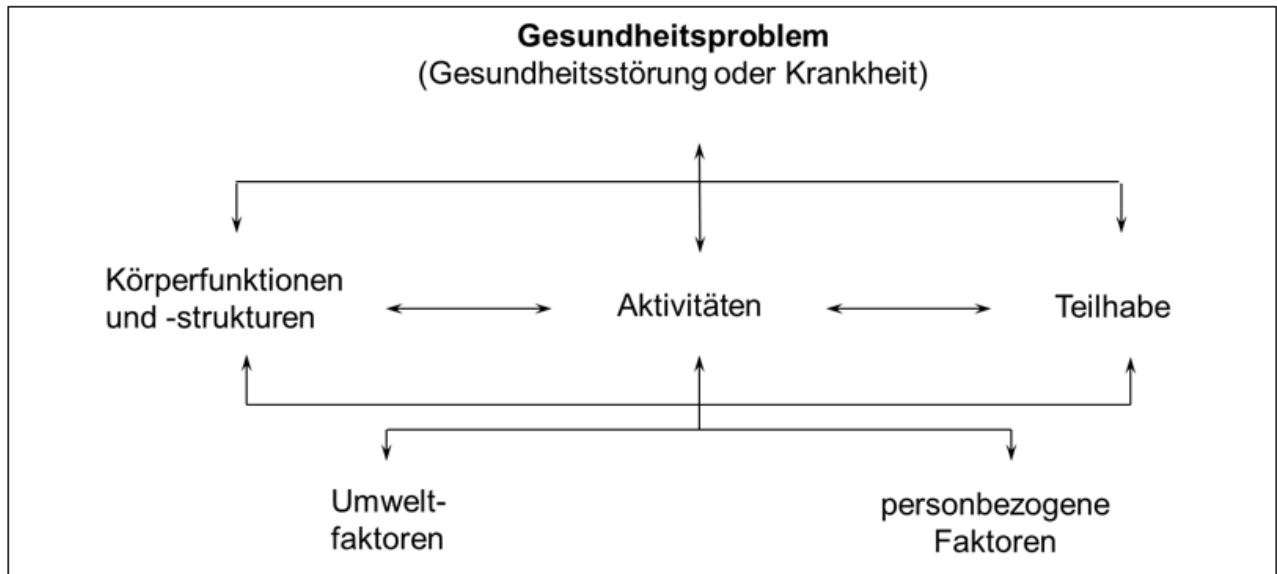 Gesundheitsproblem
(Gesundheitsstörung oder Krankheit)
Körperfunktionen
und -strukturen
Aktivitäten
Teilhabe
Umwelt-
faktoren
personbezogene
Faktoren